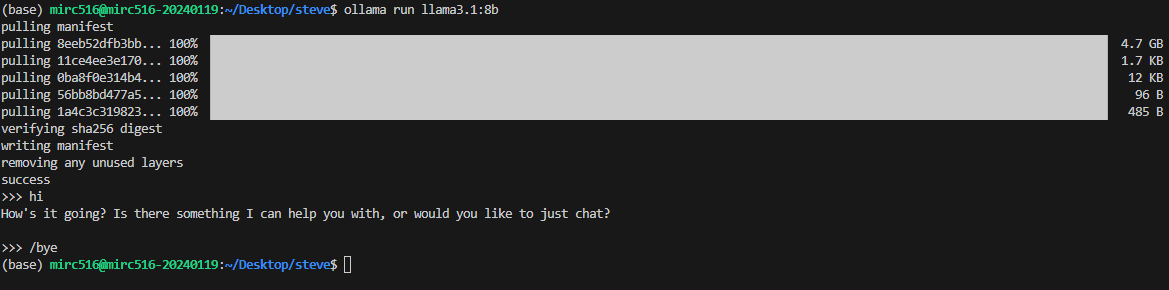 (base) mirc516@mirc516-20240119:~/Desktop/steve$ ollama run llama3.1:8b
pulling manifest
pulling 8eeb52dfb3bb... 100% 4.7 GB
pulling 11ce4ee3e170... 100% 1.7 KB
pulling 0ba8f0e314b4... 100% 12 KB
pulling 56bb8bd477a5... 100% 96 B
pulling 1a4c3c319823... 100% 485 B
verifying sha256 digest
writing manifest
removing any unused layers
success
>>> hi
How's it going? Is there something I can help you with, or would you like to just chat?
>>> /bye
(base) mirc516@mirc516-20240119:~/Desktop/steve$